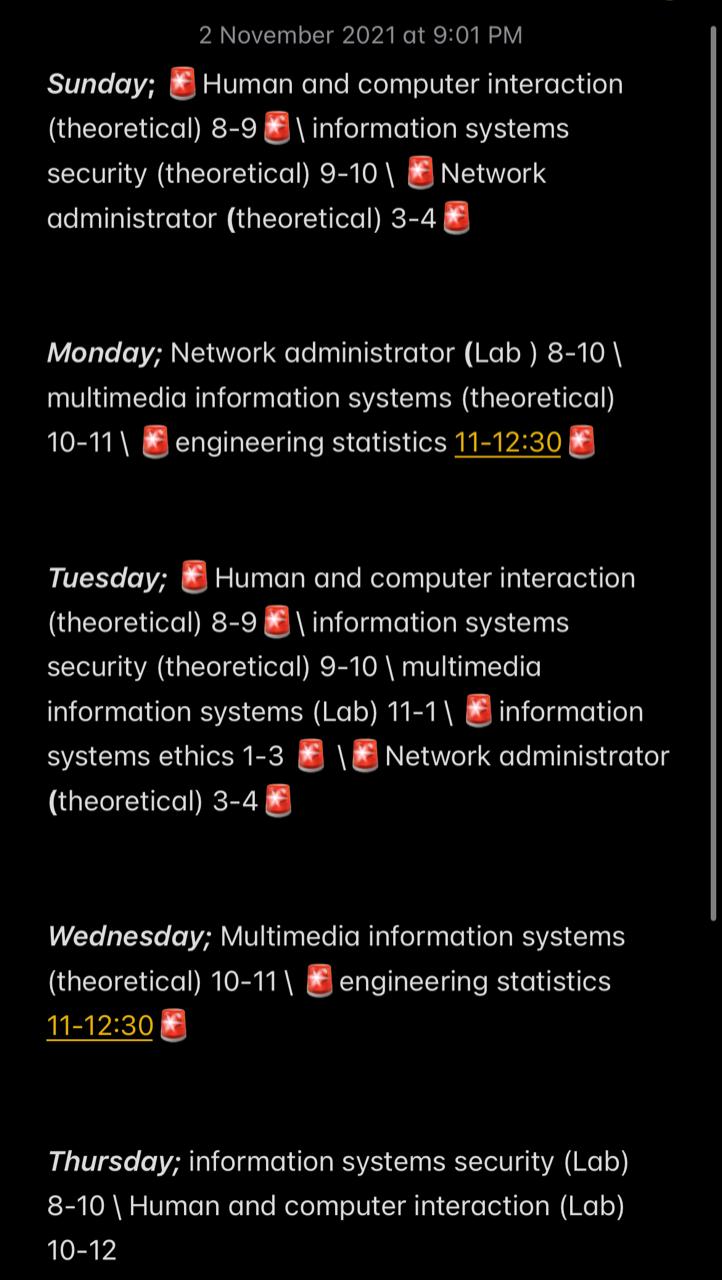 2 November 2021 at 9:01 PM
Sunday; 🚨 Human and computer interaction
(theoretical) 8-9 🚨 \ information systems
security (theoretical) 9-10 \ 🚨 Network
administrator (theoretical) 3-4 🚨
Monday; Network administrator (Lab ) 8-10 \
multimedia information systems (theoretical)
10-11 \ 🚨 engineering statistics 11-12:30 🚨
Tuesday; 🚨 Human and computer interaction
(theoretical) 8-9 🚨 \ information systems
security (theoretical) 9-10 \ multimedia
information systems (Lab) 11-1 \ 🚨 information
systems ethics 1-3 🚨 \ 🚨 Network administrator
(theoretical) 3-4 🚨
Wednesday; Multimedia information systems
(theoretical) 10-11 \ 🚨 engineering statistics
11-12:30 🚨
Thursday; information systems security (Lab)
8-10 \ Human and computer interaction (Lab)
10-12